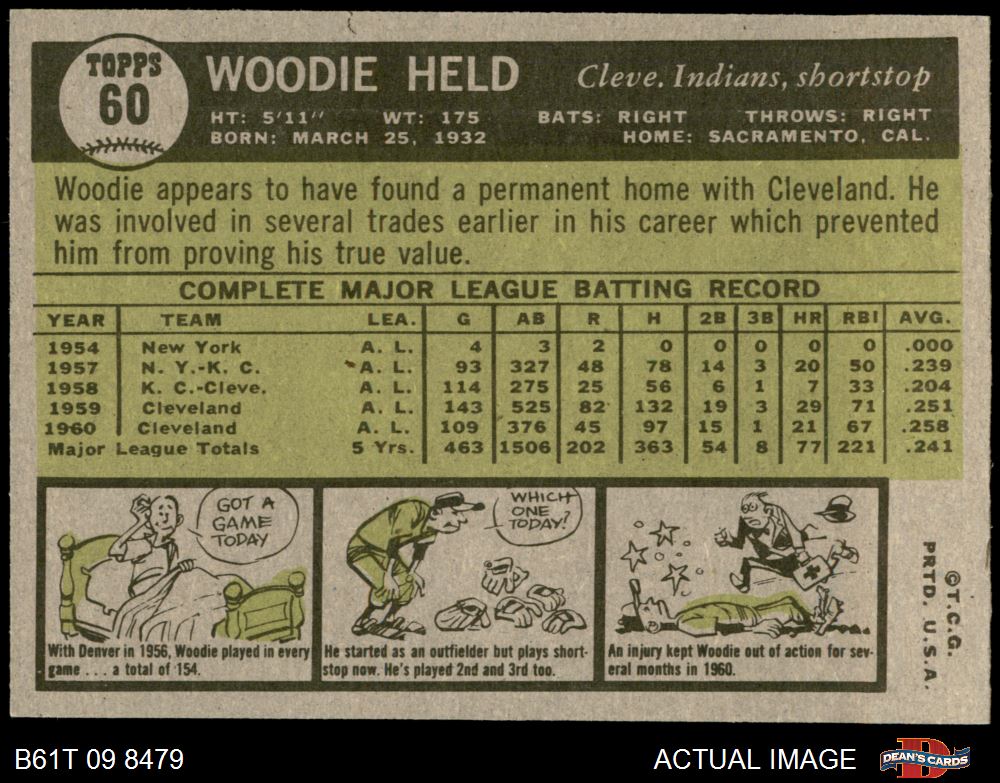 TOPPS
60
WOODIE HELD Cleve. Indians, shortstop
HT: 5'11" WT: 175 BATS: RIGHT THROWS: RIGHT
BORN: MARCH 25, 1932 HOME: SACRAMENTO, CAL.
Woodie appears to have found a permanent home with Cleveland. He
was involved in several trades earlier in his career which prevented
him from proving his true value.
COMPLETE MAJOR LEAGUE BATTING RECORD
YEAR TEAM LEA. G AB R H 2B 3B HR RBI AVG.
1954 New York A. L. 4 3 2 0 0 0 0 0 .000
1957 N. Y.-K. C. A. L. 93 327 48 78 14 3 20 50 .239
1958 K. C.-Cleve. A. L. 114 275 25 56 6 1 7 33 .204
1959 Cleveland A. L. 143 525 82 132 19 3 29 71 .251
1960 Cleveland A. L. 109 376 45 97 15 1 21 67 .258
Major League Totals 5 Yrs. 463 1506 202 363 54 8 77 221 .241
GOT A
GAME
TODAY
With Denver in 1956, Woodie played in every
game . . . a total of 154.
WHICH
ONE
TODAY?
He started as an outfielder but plays short-
stop now. He's played 2nd and 3rd too.
An injury kept Woodie out of action for sev-
eral months in 1960.
©T.C.G.
PRTD. U.S.A.
B61T 09 8479
ACTUAL IMAGE
DEAN'S CARDS